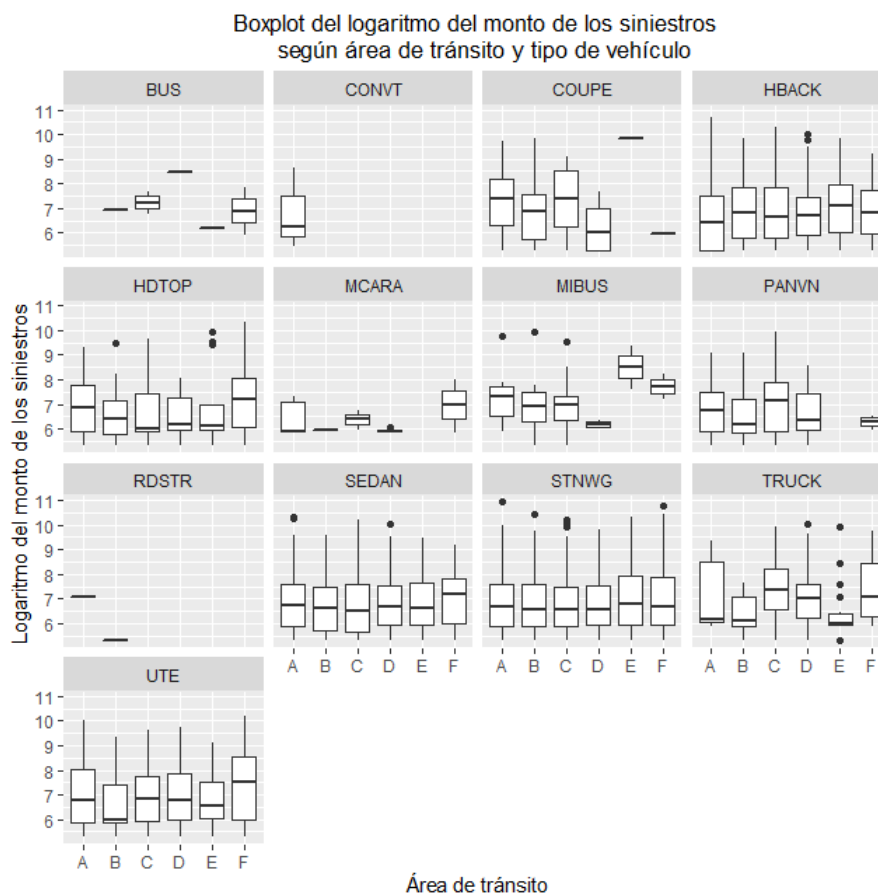 Boxplot del logaritmo del monto de los siniestros
según área de tránsito y tipo de vehículo
BUS CONVT COUPE HBACK
11
10
9
8
7
6
HDTOP MCARA MIBUS PANVN
11
10
9
8
7
6
Logaritmo del monto de los siniestros
RDSTR SEDAN STNWG TRUCK
11
10
9
8
7
6
A B C D E F A B C D E F A B C D E F
UTE
11
10
9
8
7
6
A B C D E F
Área de tránsito